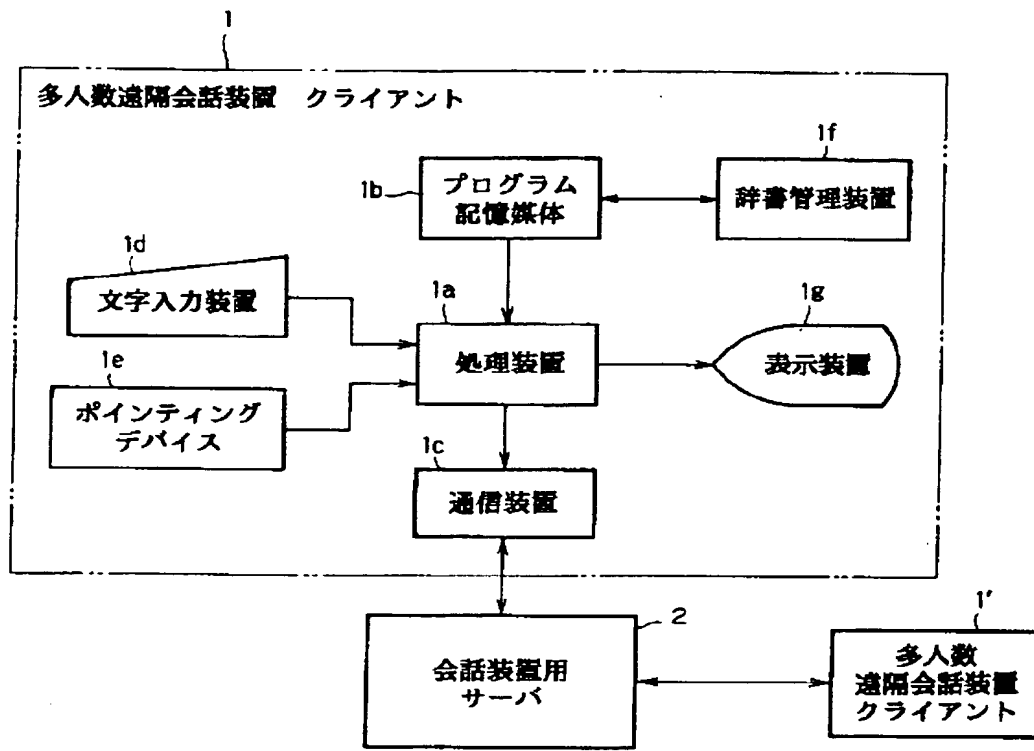 1
多人数遠隔会話装置 クライアント
1b
プログラム
記憶媒体
1f
辞書管理装置
1d
文字入力装置
1a
処理装置
1g
表示装置
1e
ポインティング
デバイス
1c
通信装置
2
会話装置用
サーバ
1′
多人数
遠隔会話装置
クライアント